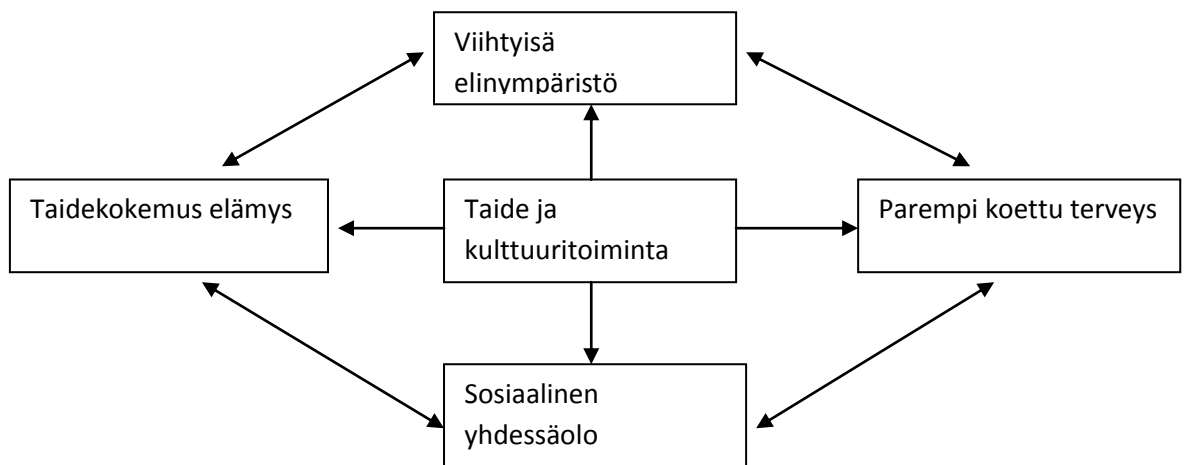 Viihtyisä
elinympäristö
Taidekokemus elämys
Taide ja
kulttuuritoiminta
Parempi koettu terveys
Sosiaalinen
yhdessäolo